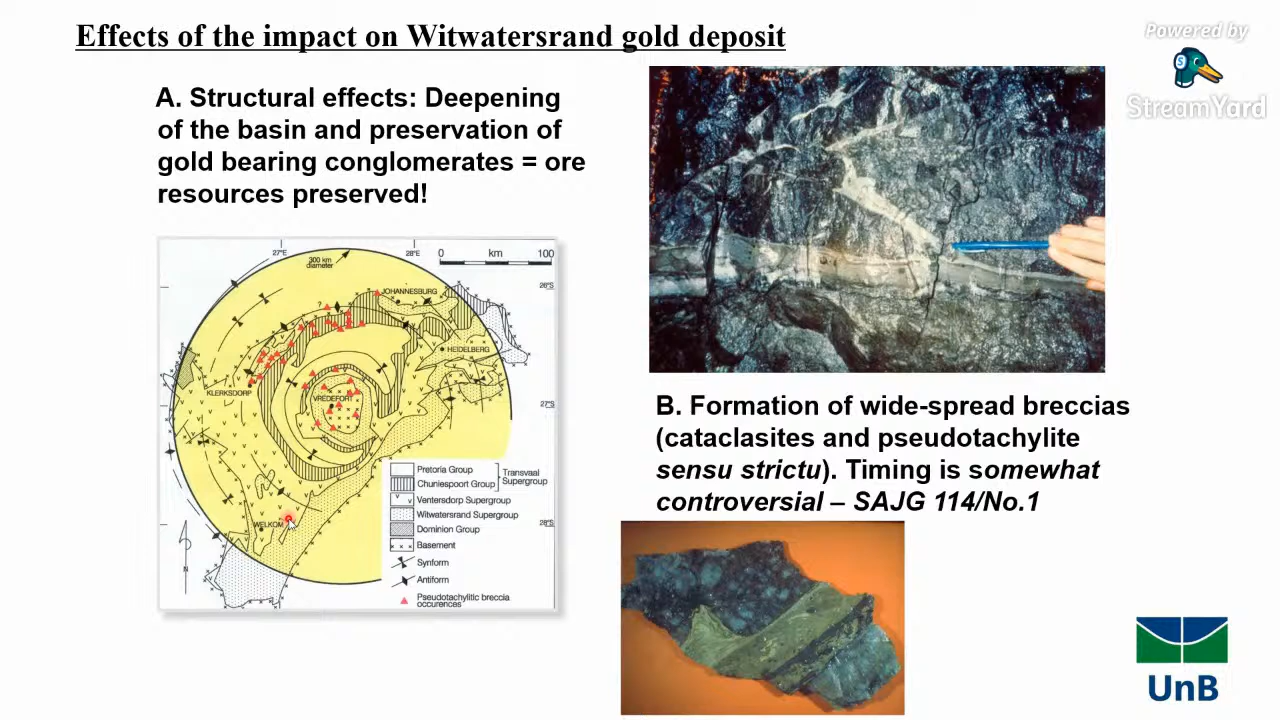 Effects of the impact on Witwatersrand gold deposit
Powered by
StreamYard
A. Structural effects: Deepening
of the basin and preservation of
gold bearing conglomerates = ore
resources preserved!
27°E
28°E
0 km 100
300 km
diameter
26°S
JOHANNESBURG
?
HEIDELBERG
KLERKSDORP
VREDEFORT
27°S
Pretoria Group
Chuniespoort Group
Transvaal
Supergroup
Ventersdorp Supergroup
Witwatersrand Supergroup
WELKOM
28°S
Dominion Group
Basement
Synform
N
Antiform
Pseudotachylitic breccia
occurences
B. Formation of wide-spread breccias
(cataclasites and pseudotachylite
sensu strictu). Timing is somewhat
controversial – SAJG 114/No.1
UnB